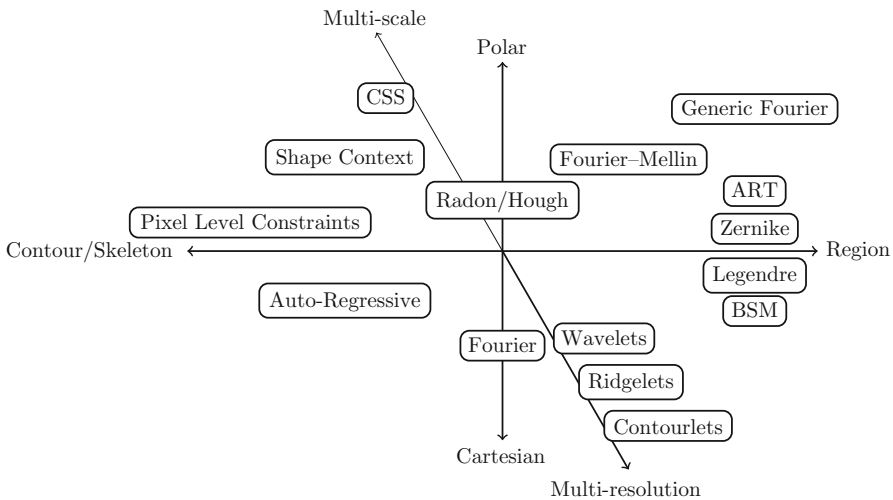 Multi-scale
Polar
CSS
Generic Fourier
Shape Context
Fourier–Mellin
ART
Radon/Hough
Pixel Level Constraints
Zernike
Contour/Skeleton
Region
Legendre
Auto-Regressive
BSM
Fourier
Wavelets
Ridgelets
Contourlets
Cartesian
Multi-resolution